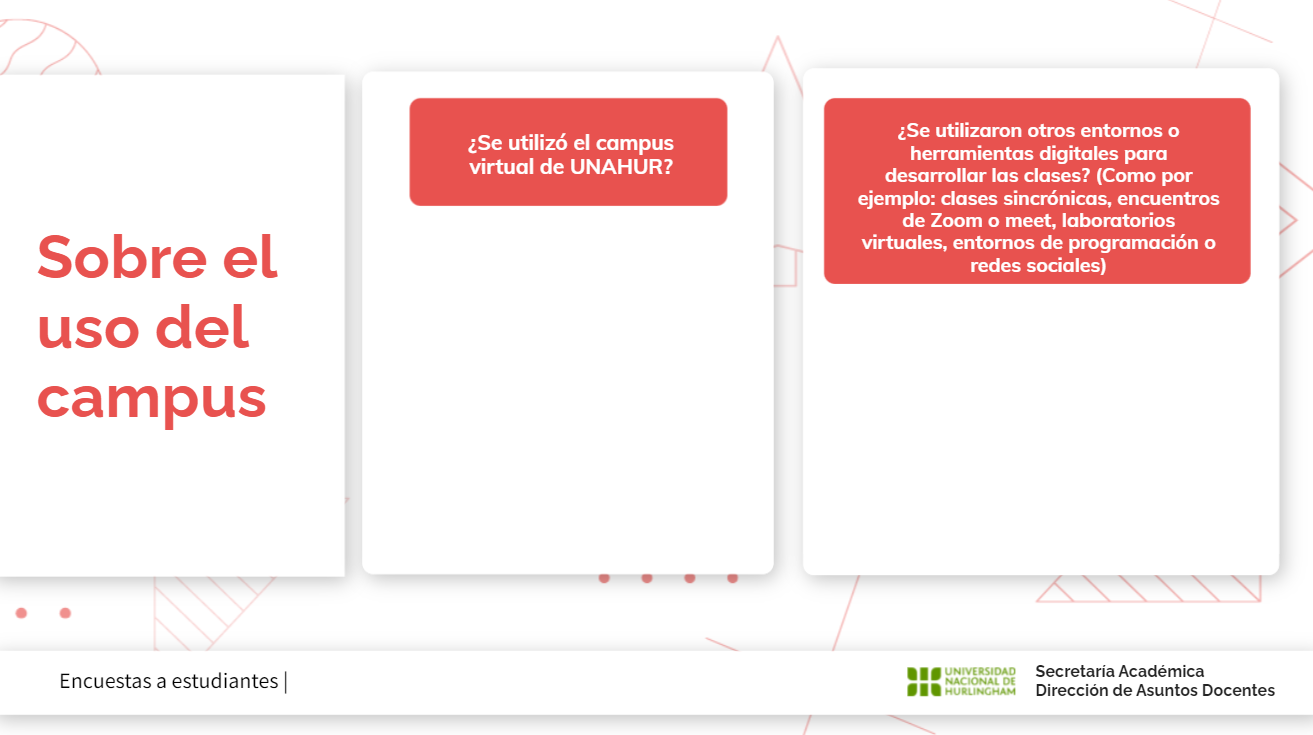 Sobre el
uso del
campus
¿Se utilizó el campus
virtual de UNAHUR?
¿Se utilizaron otros entornos o
herramientas digitales para
desarrollar las clases? (Como por
ejemplo: clases sincrónicas, encuentros
de Zoom o meet, laboratorios
virtuales, entornos de programación o
redes sociales)
Encuestas a estudiantes |
UNIVERSIDAD
NACIONAL DE
HURLINGHAM
Secretaría Académica
Dirección de Asuntos Docentes